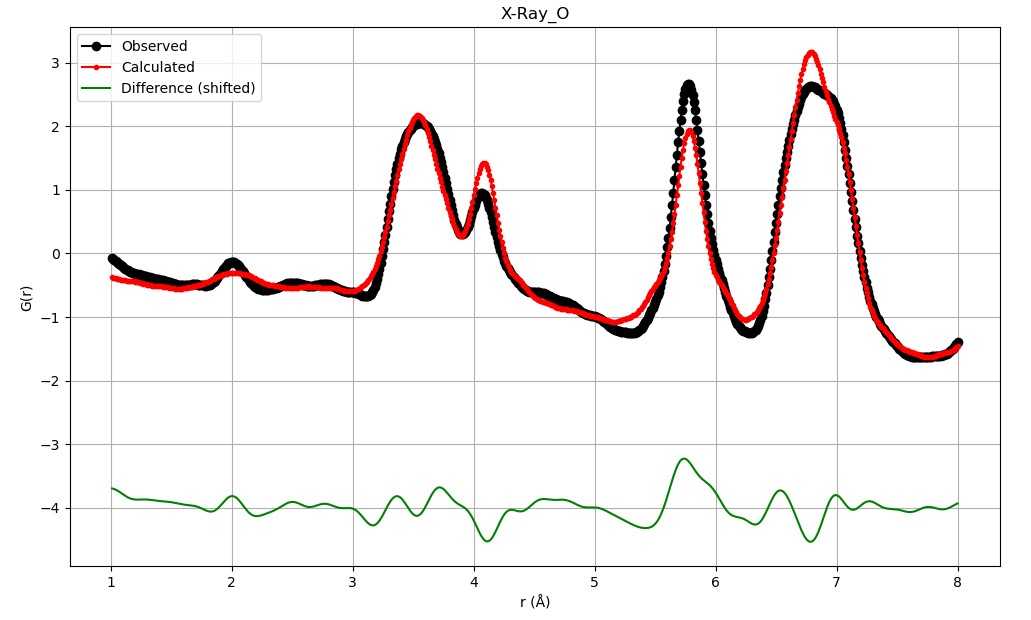 X-Ray_O
Observed
Calculated
Difference (shifted)
3
2
1
0
−1
−2
−3
−4
G(r)
1 2 3 4 5 6 7 8
r (Å)